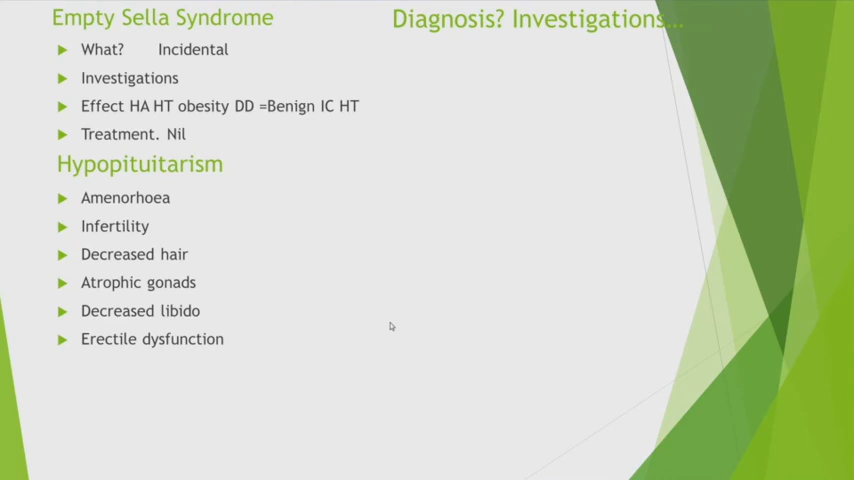 Empty Sella Syndrome
What? Incidental
Investigations
Effect HA HT obesity DD =Benign IC HT
Treatment. Nil
Hypopituitarism
Amenorhoea
Infertility
Decreased hair
Atrophic gonads
Decreased libido
Erectile dysfunction
Diagnosis? Investigations...